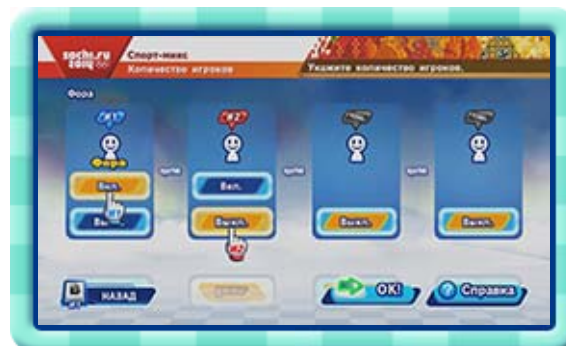 sochi.ru
2014
Спорт-микс
Количество игроков
Укажите количество игроков.
Фора
Фора
Вкл.
Вкл.
Выкл.
Выкл.
Выкл.
НАЗАД
OK!
Справка